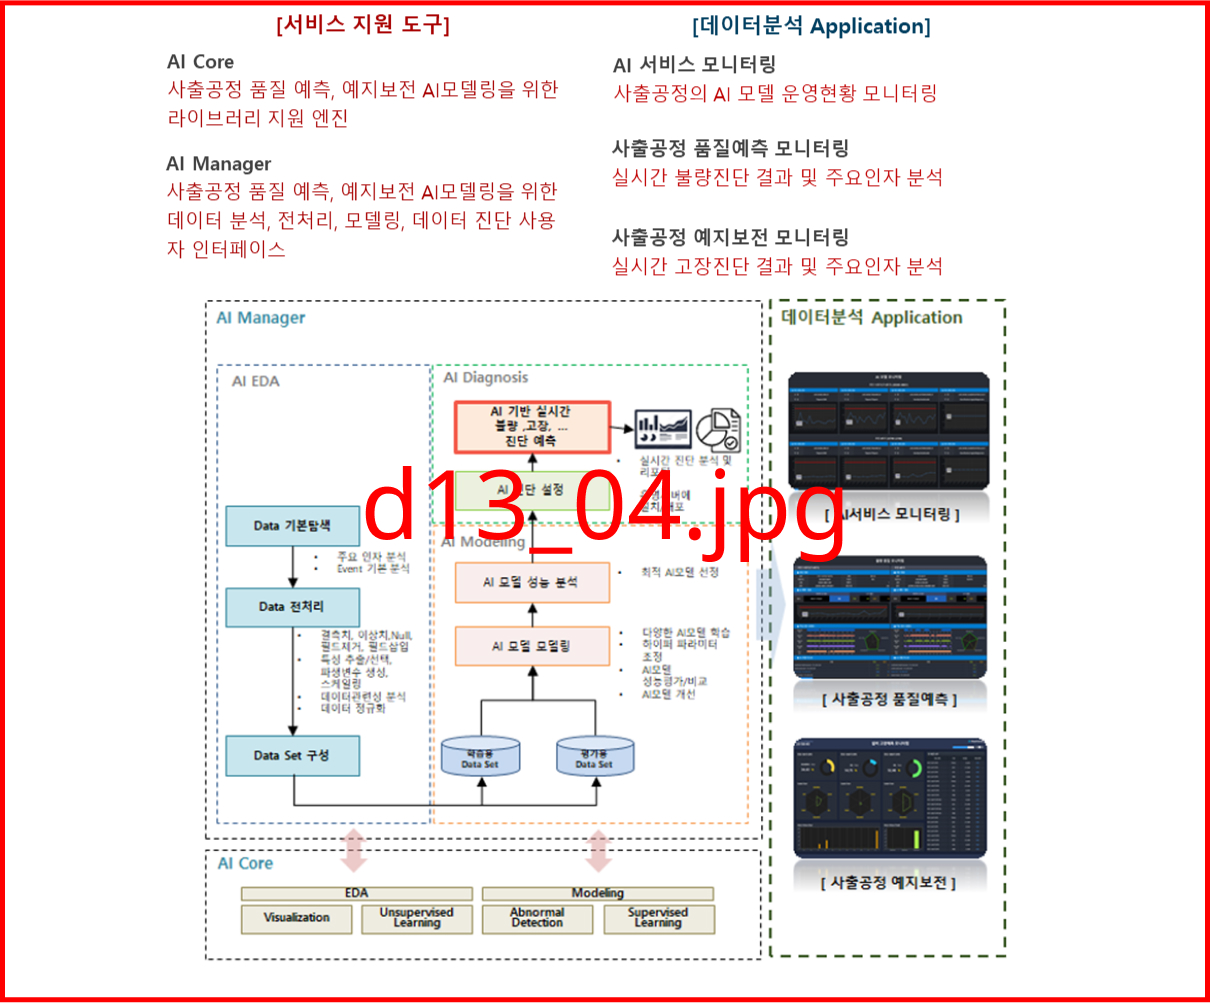 [서비스 지원 도구]
AI Core
사출공정 품질 예측, 예지보전 AI모델링을 위한
라이브러리 지원 엔진
AI Manager
사출공정 품질 예측, 예지보전 AI모델링을 위한
데이터 분석, 전처리, 모델링, 데이터 진단 사용
자 인터페이스
[데이터분석 Application]
AI 서비스 모니터링
사출공정의 AI 모델 운영현황 모니터링
사출공정 품질예측 모니터링
실시간 불량진단 결과 및 주요인자 분석
사출공정 예지보전 모니터링
실시간 고장진단 결과 및 주요인자 분석
AI Manager
AI EDA
Data 기본탐색
• 주요 인자 분석
• Event 기본 분석
Data 전처리
• 결측치, 이상치,Null,
필드제거, 필드삽입
• 특성 추출/선택,
파생변수 생성,
스케일링
• 데이터관련성 분석
• 데이터 정규화
Data Set 구성
AI Diagnosis
AI 기반 실시간
불량 ,고장, ...
진단 예측
• 실시간 진단 분석 및
AI 진단 설정
d13_04.jpg
AI Modeling
AI 모델 성능 분석
• 최적 AI모델 선정
AI 모델 모델링
• 다양한 AI모델 학습
• 하이퍼 파라미터
조정
• AI모델
성능평가/비교
• AI모델 개선
학습용
Data Set
평가용
Data Set
AI Core
EDA
Visualization
Unsupervised
Learning
Modeling
Abnormal
Detection
Supervised
Learning
데이터분석 Application
[ AI서비스 모니터링 ]
[ 사출공정 품질예측 ]
[ 사출공정 예지보전 ]